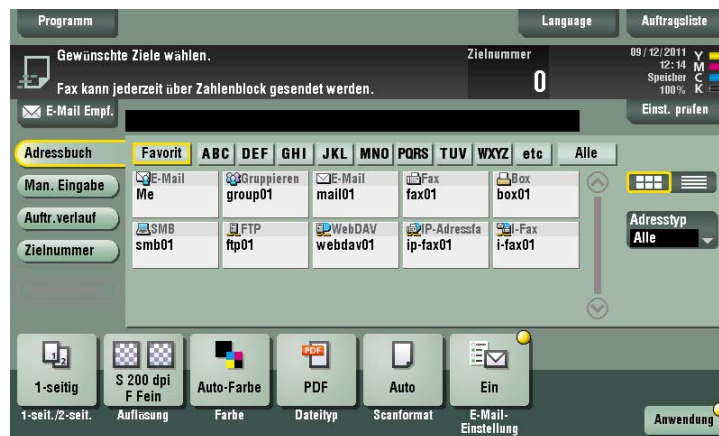 Programm
Language
Auftragsliste
Gewünschte Ziele wählen.
Fax kann jederzeit über Zahlenblock gesendet werden.
Zielnummer
0
09/12/2011
12:14
Speicher
100%
Y
M
C
K
E-Mail Empf.
Einst. prüfen
Adressbuch
Favorit ABC DEF GHI JKL MNO PQRS TUV WXYZ etc Alle
Man. Eingabe
Auftr.verlauf
Zielnummer
E-Mail
Me
Gruppieren
group01
E-Mail
mail01
Fax
fax01
Box
box01
SMB
smb01
FTP
ftp01
WebDAV
webdav01
IP-Adressfa
ip-fax01
I-Fax
i-fax01
Adresstyp
Alle
1 2
1-seitig
S 200 dpi
F Fein
Auto-Farbe
PDF
PDF
Auto
Ein
1-seit./2-seit.
Auflösung
Farbe
Dateityp
Scanformat
E-Mail-
Einstellung
Anwendung